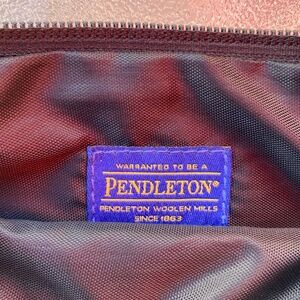 WARRANTED TO BE A
PENDLETON®
PENDLETON WOOLEN MILLS
SINCE 1863